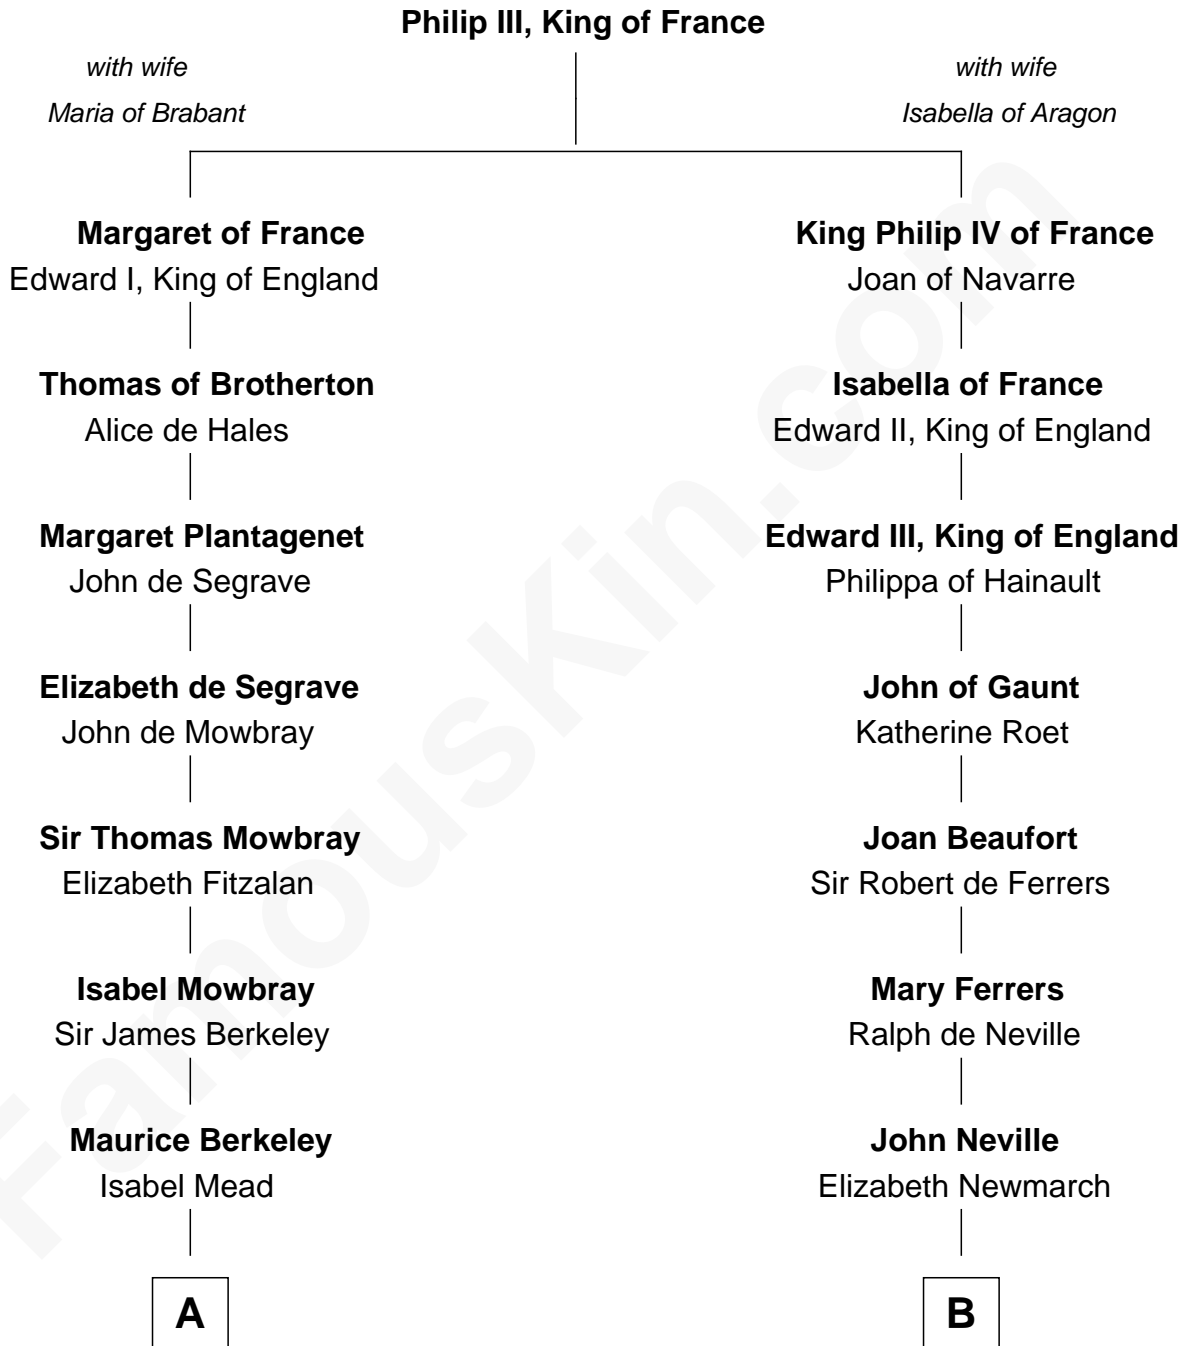 Philip III, King of France
with wife
Maria of Brabant
with wife
Isabella of Aragon
Margaret of France
Edward I, King of England
Thomas of Brotherton
Alice de Hales
Margaret Plantagenet
John de Segrave
Elizabeth de Segrave
John de Mowbray
Sir Thomas Mowbray
Elizabeth Fitzalan
Isabel Mowbray
Sir James Berkeley
Maurice Berkeley
Isabel Mead
A
King Philip IV of France
Joan of Navarre
Isabella of France
Edward II, King of England
Edward III, King of England
Philippa of Hainault
John of Gaunt
Katherine Roet
Joan Beaufort
Sir Robert de Ferrers
Mary Ferrers
Ralph de Neville
John Neville
Elizabeth Newmarch
B
FamousKin.com